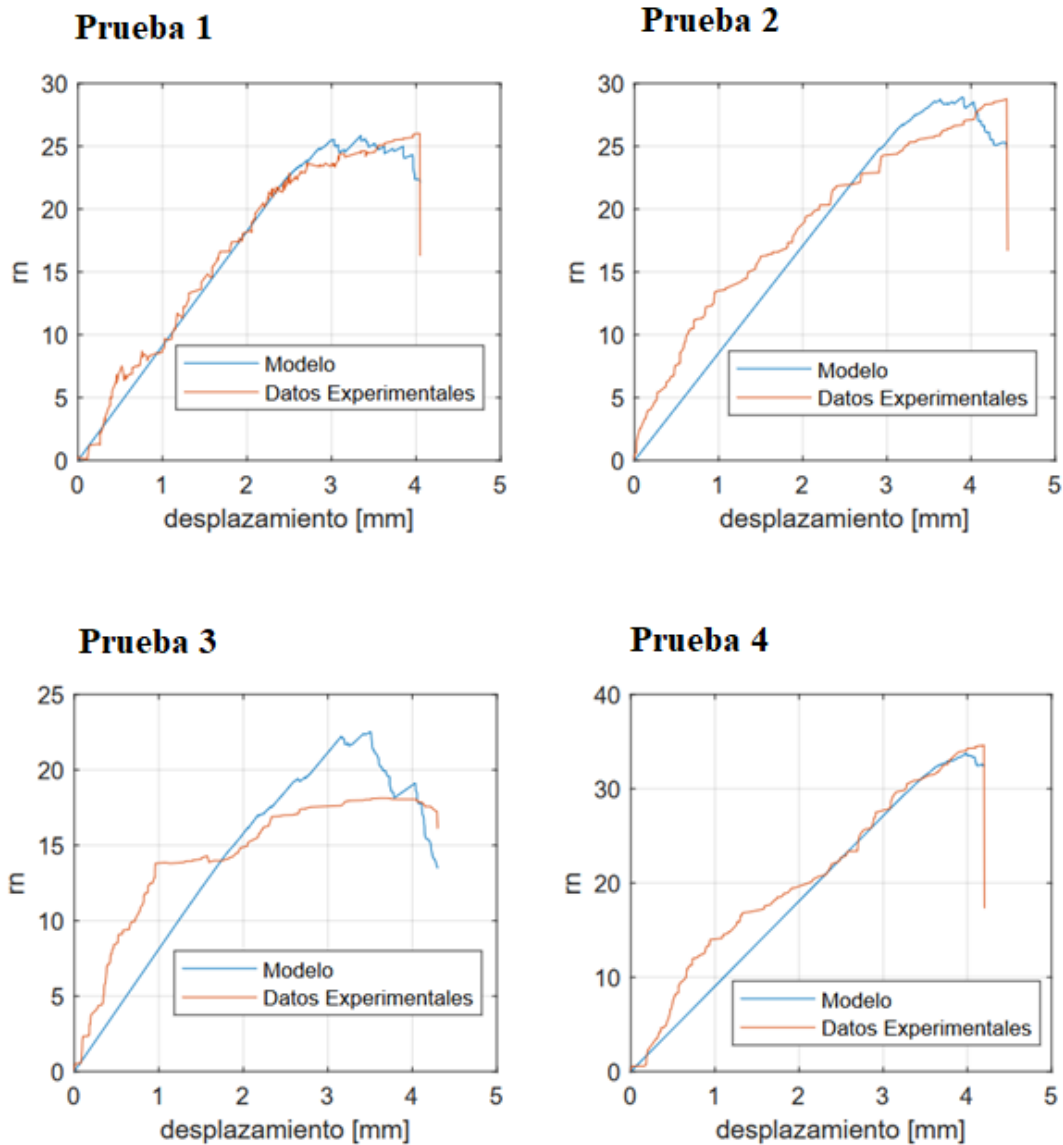 Prueba 1
30
25
20
15
10
5
0
rn
Modelo
Datos Experimentales
0 1 2 3 4 5
desplazamiento [mm]
Prueba 2
30
25
20
15
10
5
0
rn
Modelo
Datos Experimentales
0 1 2 3 4 5
desplazamiento [mm]
Prueba 3
25
20
15
10
5
0
rn
Modelo
Datos Experimentales
0 1 2 3 4 5
desplazamiento [mm]
Prueba 4
40
30
20
10
0
rn
Modelo
Datos Experimentales
0 1 2 3 4 5
desplazamiento [mm]